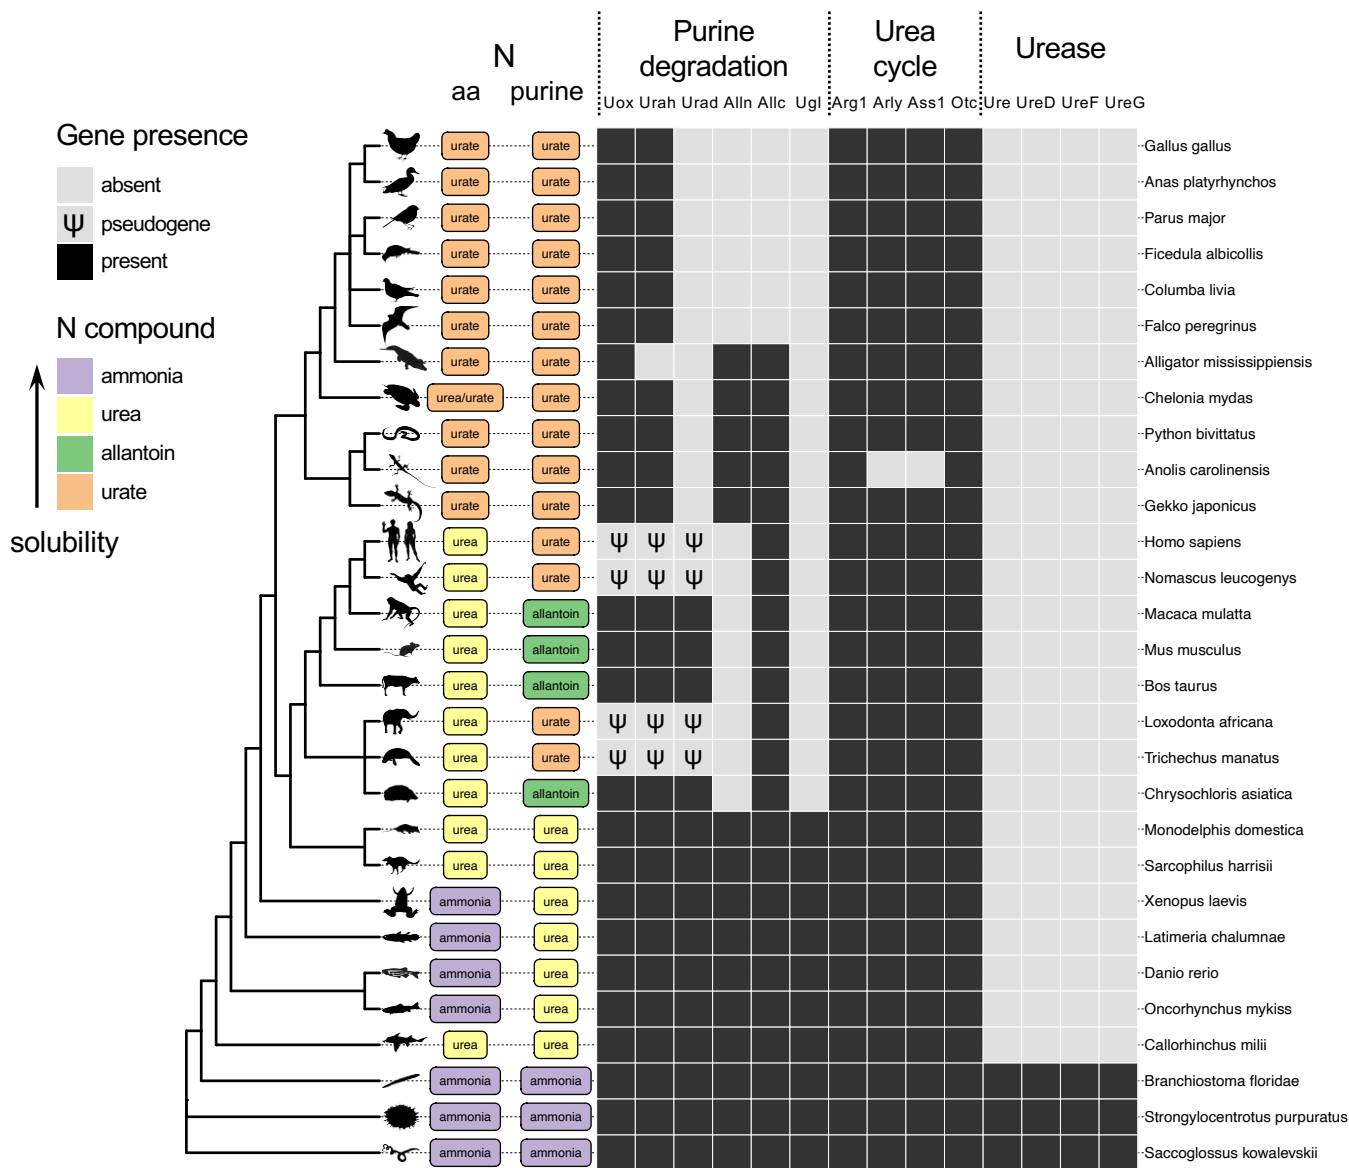 N
aa purine
Purine
degradation
Urea
cycle
Urease
Uox Urah Urad Alln Allc Ugl Arg1 Arly Ass1 Otc Ure UreD UreF UreG
Gene presence
absent
ψ pseudogene
present
N compound
ammonia
urea
allantoin
urate
solubility
urate urate Gallus gallus
urate urate Anas platyrhynchos
urate urate Parus major
urate urate Ficedula albicollis
urate urate Columba livia
urate urate Falco peregrinus
urate urate Alligator mississippiensis
urea/urate urate Chelonia mydas
urate urate Python bivittatus
urate urate Anolis carolinensis
urate urate Gekko japonicus
urea urate ψ ψ ψ Homo sapiens
urea urate ψ ψ ψ Nomascus leucogenys
urea allantoin Macaca mulatta
urea allantoin Mus musculus
urea allantoin Bos taurus
urea urate ψ ψ ψ Loxodonta africana
urea urate ψ ψ ψ Trichechus manatus
urea allantoin Chrysochloris asiatica
urea urea Monodelphis domestica
urea urea Sarcophilus harrisii
ammonia urea Xenopus laevis
ammonia urea Latimeria chalumnae
ammonia urea Danio rerio
ammonia urea Oncorhynchus mykiss
urea urea Callorhinchus milii
ammonia ammonia Branchiostoma floridae
ammonia ammonia Strongylocentrotus purpuratus
ammonia ammonia Saccoglossus kowalevskii